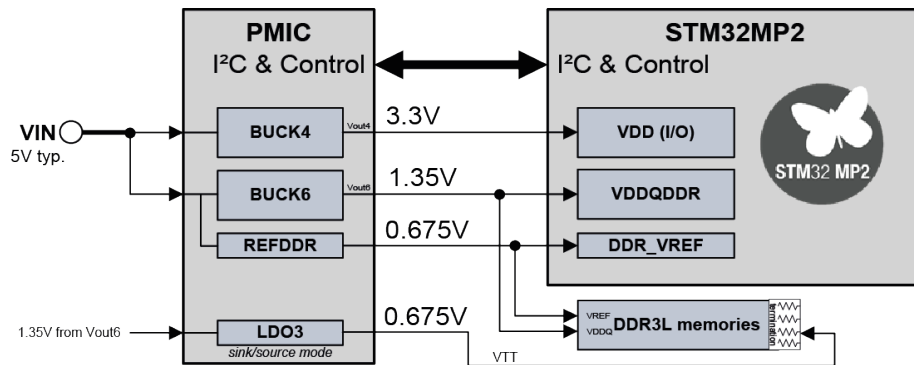 PMIC
STM32MP2
I²C & Control
I²C & Control
VIN
5V typ.
BUCK4
Vout4
3.3V
VDD (I/O)
BUCK6
Vout6
1.35V
VDDQDDR
STM32 MP2
REFDDR
0.675V
DDR_VREF
1.35V from Vout6
LDO3
sink/source mode
0.675V
VTT
VREF
VDDQ
DDR3L memories
termination